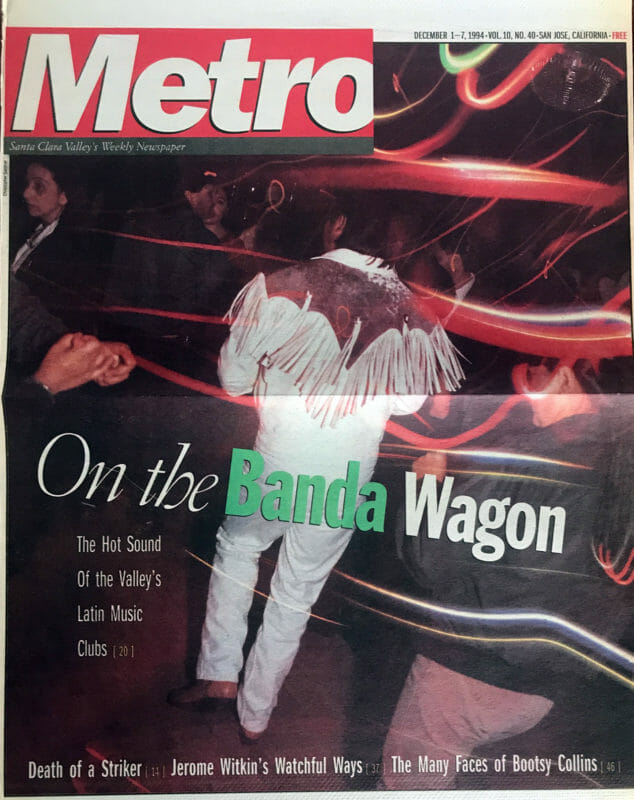 DECEMBER 1–7, 1994 • VOL. 10, NO. 40 • SAN JOSE, CALIFORNIA • FREE
Metro
Santa Clara Valley's Weekly Newspaper
On the Banda Wagon
The Hot Sound
Of the Valley's
Latin Music
Clubs [ 20 ]
Death of a Striker [ 14 ] Jerome Witkin's Watchful Ways [ 37 ] The Many Faces of Bootsy Collins [ 46 ]